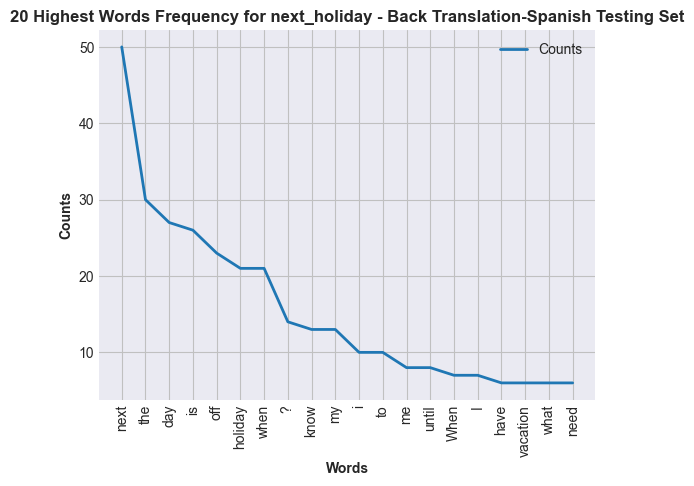 20 Highest Words Frequency for next_holiday - Back Translation-Spanish Testing Set
Counts
50
40
30
20
10
Counts
next
the
day
is
off
holiday
when
?
know
my
i
to
me
until
When
I
have
vacation
what
need
Words